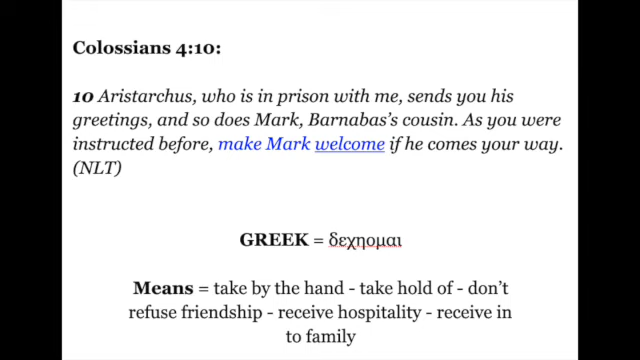 Colossians 4:10:
10 Aristarchus, who is in prison with me, sends you his
greetings, and so does Mark, Barnabas's cousin. As you were
instructed before, make Mark welcome if he comes your way.
(NLT)
GREEK = δεχηομαι
Means = take by the hand - take hold of - don't
refuse friendship - receive hospitality - receive in
to family